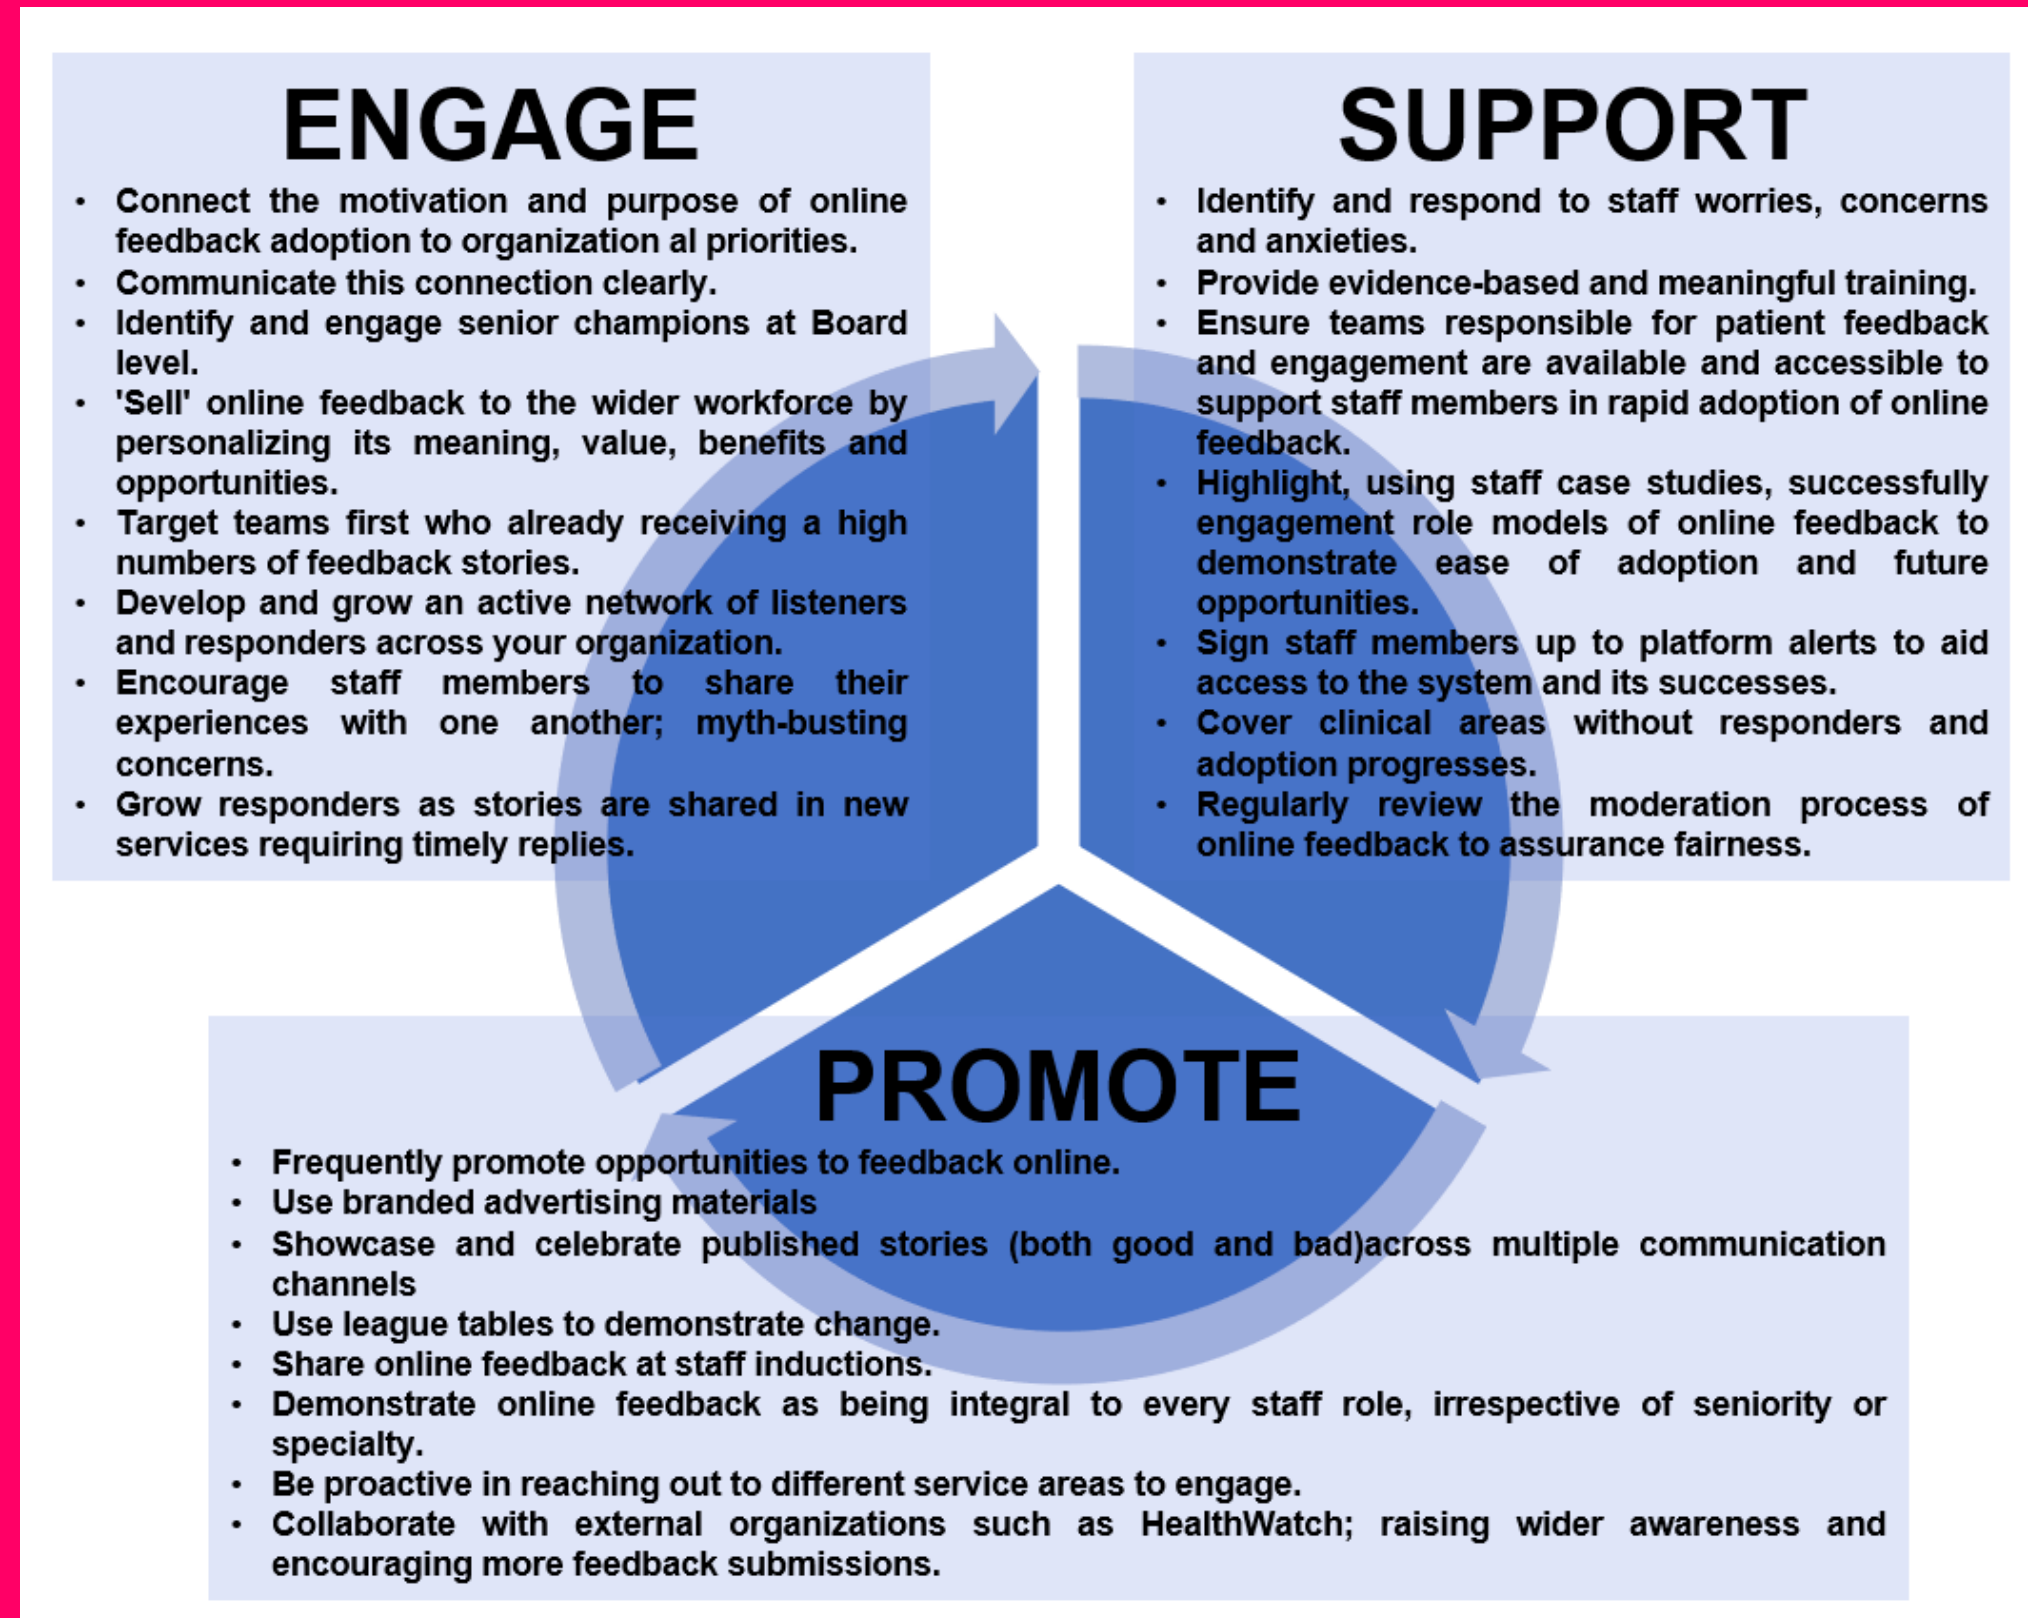 ENGAGE
• Connect the motivation and purpose of online
feedback adoption to organization al priorities.
• Communicate this connection clearly.
• Identify and engage senior champions at Board
level.
• 'Sell' online feedback to the wider workforce by
personalizing its meaning, value, benefits and
opportunities.
• Target teams first who already receiving a high
numbers of feedback stories.
• Develop and grow an active network of listeners
and responders across your organization.
• Encourage staff members to share their
experiences with one another; myth-busting
concerns.
• Grow responders as stories are shared in new
services requiring timely replies.
SUPPORT
• Identify and respond to staff worries, concerns
and anxieties.
• Provide evidence-based and meaningful training.
• Ensure teams responsible for patient feedback
and engagement are available and accessible to
support staff members in rapid adoption of online
feedback.
• Highlight, using staff case studies, successfully
engagement role models of online feedback to
demonstrate ease of adoption and future
opportunities.
• Sign staff members up to platform alerts to aid
access to the system and its successes.
• Cover clinical areas without responders and
adoption progresses.
• Regularly review the moderation process of
online feedback to assurance fairness.
PROMOTE
• Frequently promote opportunities to feedback online.
• Use branded advertising materials
• Showcase and celebrate published stories (both good and bad)across multiple communication
channels
• Use league tables to demonstrate change.
• Share online feedback at staff inductions.
• Demonstrate online feedback as being integral to every staff role, irrespective of seniority or
specialty.
• Be proactive in reaching out to different service areas to engage.
• Collaborate with external organizations such as HealthWatch; raising wider awareness and
encouraging more feedback submissions.